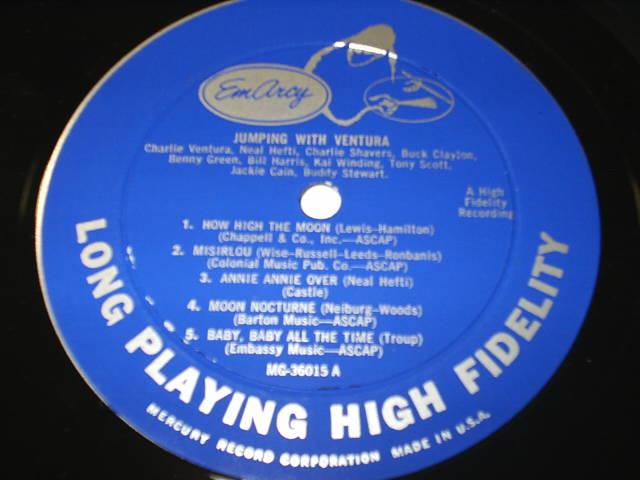 EmArcy
JUMPING WITH VENTURA
Charlie Ventura, Neal Hefti, Charlie Shavers, Buck Clayton,
Benny Green, Bill Harris, Kai Winding, Tony Scott,
Jackie Cain, Buddy Stewart.
A High
Fidelity
Recording
1. HOW HIGH THE MOON (Lewis-Hamilton)
(Chappell & Co., Inc.—ASCAP)
2. MISIRLOU (Wise-Russell-Leeds-Ronbanis)
(Colonial Music Pub. Co.—ASCAP)
3. ANNIE ANNIE OVER (Neal Hefti)
(Castle)
4. MOON NOCTURNE (Neiburg-Woods)
(Barton Music—ASCAP)
5. BABY, BABY ALL THE TIME (Troup)
(Embassy Music—ASCAP)
MG-36015 A
LONG PLAYING HIGH FIDELITY
MERCURY RECORD CORPORATION MADE IN U.S.A.